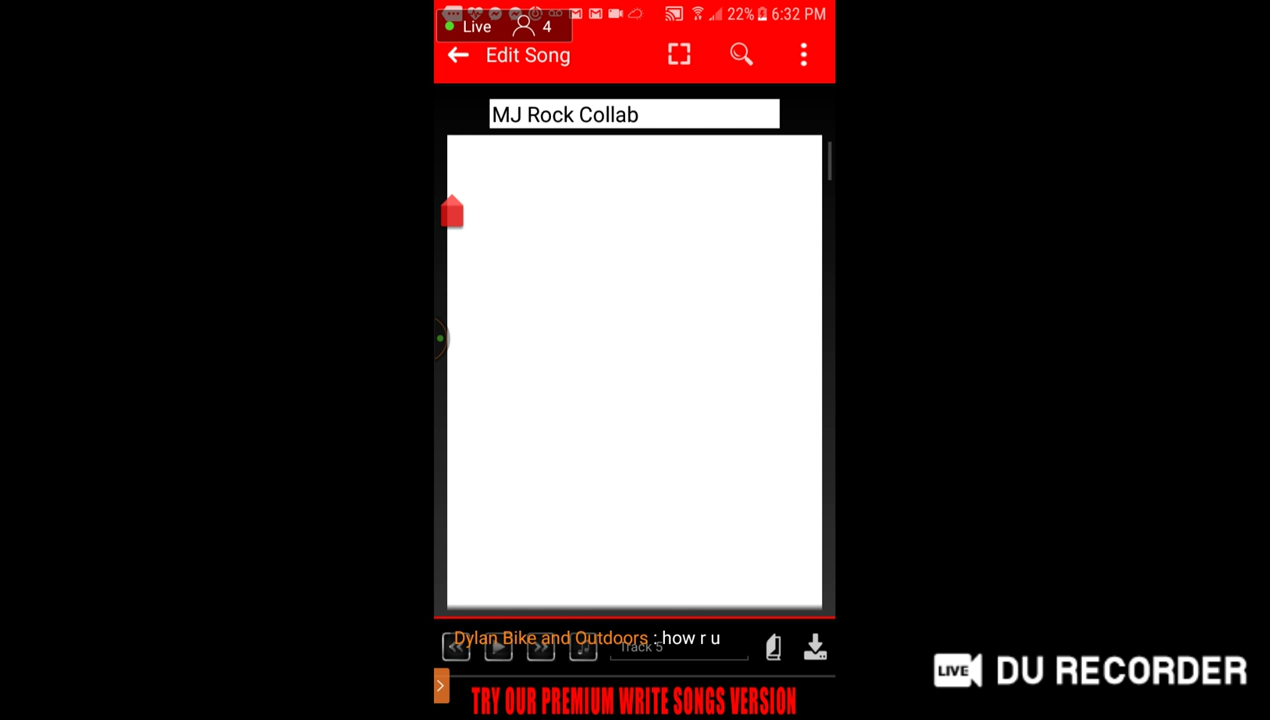 22% 6:32 PM
Live 4
Edit Song
MJ Rock Collab
Dylan Bike and Outdoors : how r u
Track 5
TRY OUR PREMIUM WRITE SONGS VERSION
LIVE DU RECORDER